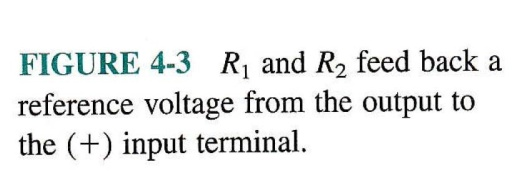 FIGURE 4-3 R₁ and R₂ feed back a
reference voltage from the output to
the (+) input terminal.